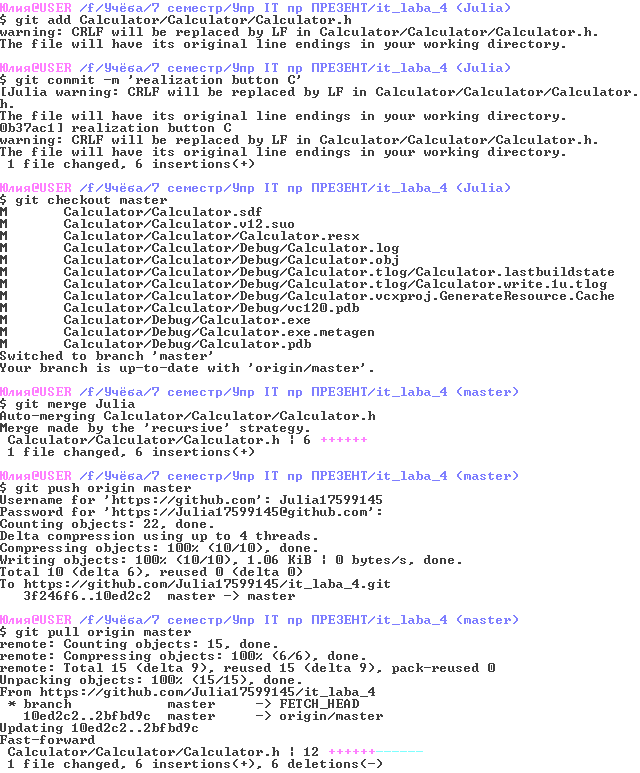 Юлия@USER /f/Учёба/7 семестр/Упр IT пр ПРЕЗЕНТ/it_laba_4 (Julia)
$ git add Calculator/Calculator/Calculator.h
warning: CRLF will be replaced by LF in Calculator/Calculator/Calculator.h.
The file will have its original line endings in your working directory.
Юлия@USER /f/Учёба/7 семестр/Упр IT пр ПРЕЗЕНТ/it_laba_4 (Julia)
$ git commit -m 'realization button C'
[Julia warning: CRLF will be replaced by LF in Calculator/Calculator/Calculator.
h.
The file will have its original line endings in your working directory.
0b37ac1] realization button C
warning: CRLF will be replaced by LF in Calculator/Calculator/Calculator.h.
The file will have its original line endings in your working directory.
 1 file changed, 6 insertions(+)
Юлия@USER /f/Учёба/7 семестр/Упр IT пр ПРЕЗЕНТ/it_laba_4 (Julia)
$ git checkout master
M       Calculator/Calculator.sdf
M       Calculator/Calculator.v12.suo
M       Calculator/Calculator/Calculator.resx
M       Calculator/Calculator/Debug/Calculator.log
M       Calculator/Calculator/Debug/Calculator.obj
M       Calculator/Calculator/Debug/Calculator.tlog/Calculator.lastbuildstate
M       Calculator/Calculator/Debug/Calculator.tlog/Calculator.write.1u.tlog
M       Calculator/Calculator/Debug/Calculator.vcxproj.GenerateResource.Cache
M       Calculator/Calculator/Debug/vc120.pdb
M       Calculator/Debug/Calculator.exe
M       Calculator/Debug/Calculator.exe.metagen
M       Calculator/Debug/Calculator.pdb
Switched to branch 'master'
Your branch is up-to-date with 'origin/master'.
Юлия@USER /f/Учёба/7 семестр/Упр IT пр ПРЕЗЕНТ/it_laba_4 (master)
$ git merge Julia
Auto-merging Calculator/Calculator/Calculator.h
Merge made by the 'recursive' strategy.
 Calculator/Calculator/Calculator.h | 6 ++++++
 1 file changed, 6 insertions(+)
Юлия@USER /f/Учёба/7 семестр/Упр IT пр ПРЕЗЕНТ/it_laba_4 (master)
$ git push origin master
Username for 'https://github.com': Julia17599145
Password for 'https://Julia17599145@github.com':
Counting objects: 22, done.
Delta compression using up to 4 threads.
Compressing objects: 100% (10/10), done.
Writing objects: 100% (10/10), 1.06 KiB | 0 bytes/s, done.
Total 10 (delta 6), reused 0 (delta 0)
To https://github.com/Julia17599145/it_laba_4.git
   3f246f6..10ed2c2  master -> master
Юлия@USER /f/Учёба/7 семестр/Упр IT пр ПРЕЗЕНТ/it_laba_4 (master)
$ git pull origin master
remote: Counting objects: 15, done.
remote: Compressing objects: 100% (6/6), done.
remote: Total 15 (delta 9), reused 15 (delta 9), pack-reused 0
Unpacking objects: 100% (15/15), done.
From https://github.com/Julia17599145/it_laba_4
 * branch            master     -> FETCH_HEAD
   10ed2c2..2bfbd9c  master     -> origin/master
Updating 10ed2c2..2bfbd9c
Fast-forward
 Calculator/Calculator/Calculator.h | 12 ++++++------
 1 file changed, 6 insertions(+), 6 deletions(-)